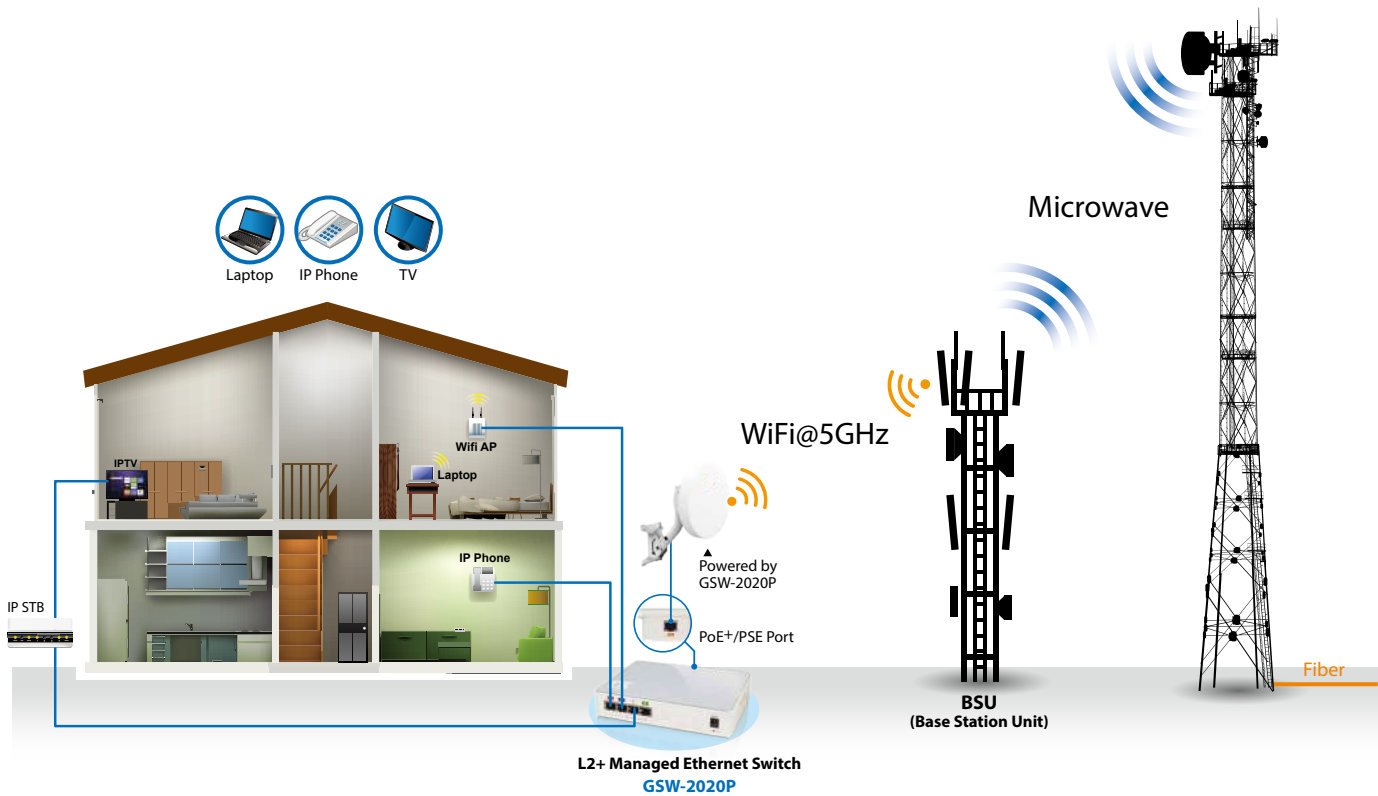 Microwave
Laptop
IP Phone
TV
WiFi@5GHz
Wifi AP
IPTV
Laptop
IP Phone
Powered by
GSW-2020P
IP STB
PoE+/PSE Port
Fiber
BSU
(Base Station Unit)
L2+ Managed Ethernet Switch
GSW-2020P